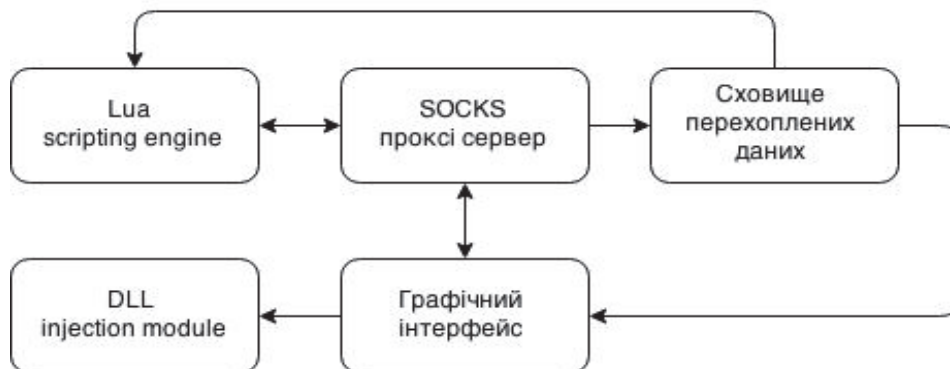 Lua
scripting engine
SOCKS
проксі сервер
Сховище
перехоплених
даних
DLL
injection module
Графічний
інтерфейс